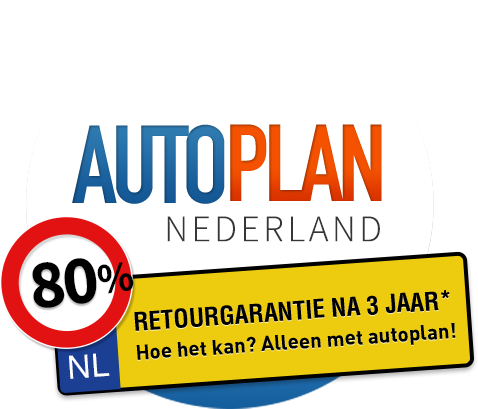 AUTOPLAN
NEDERLAND
80%
RETOURGARANTIE NA 3 JAAR*
Hoe het kan? Alleen met autoplan!
NL